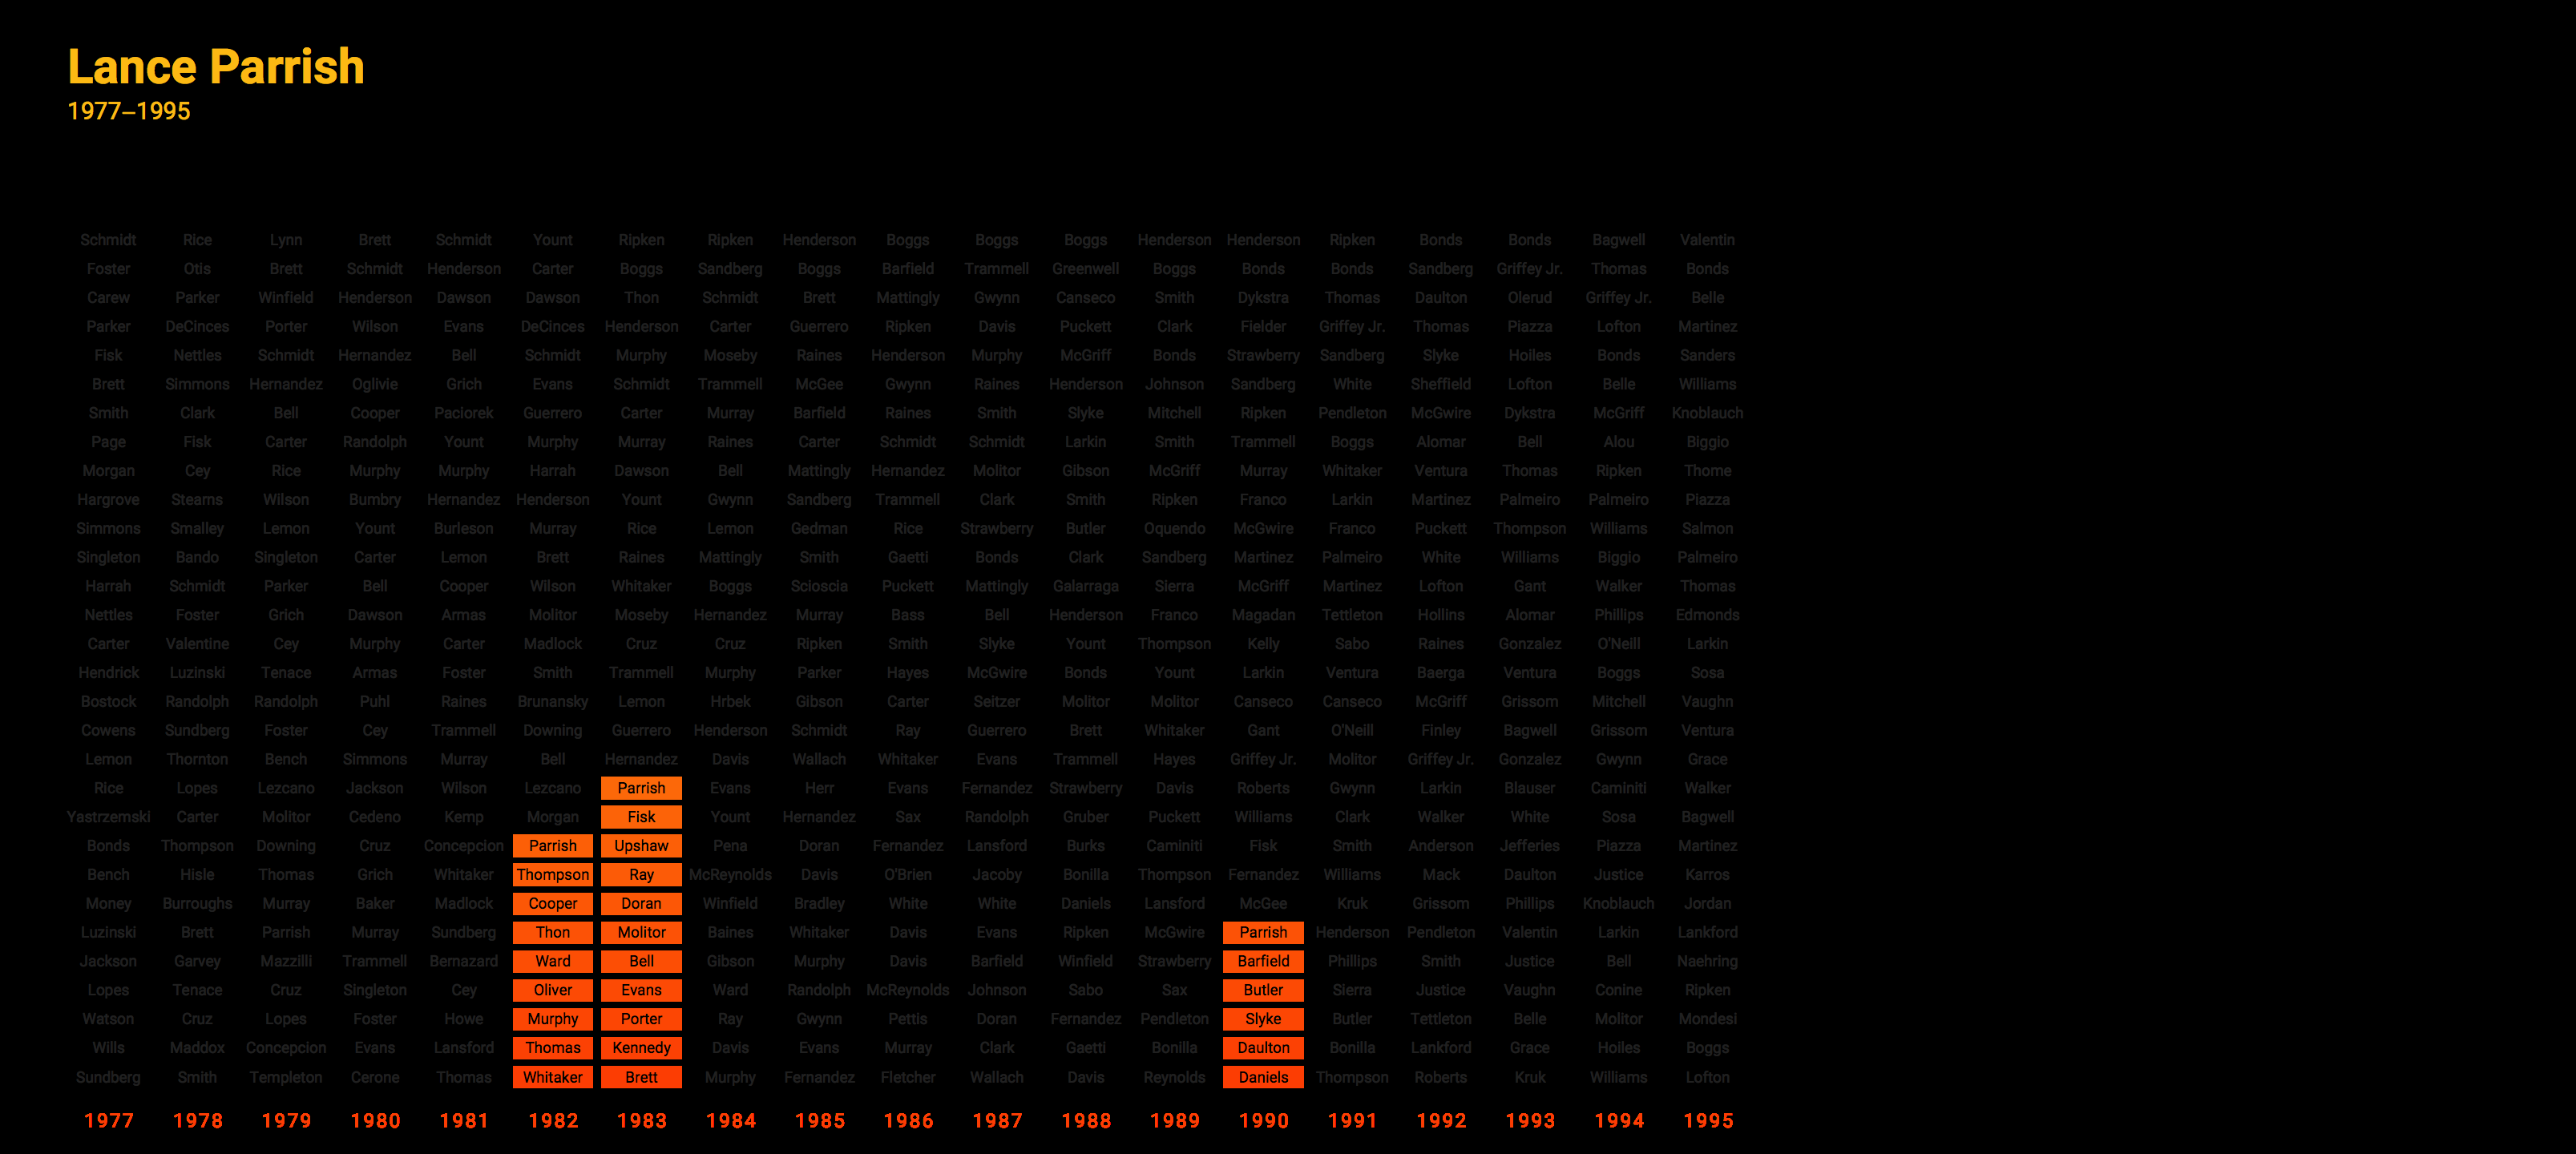 Lance Parrish
1977–1995
Schmidt Rice Lynn Brett Schmidt Yount Ripken Ripken Henderson Boggs Boggs Boggs Henderson Henderson Ripken Bonds Bonds Bagwell Valentin
Foster Otis Brett Schmidt Henderson Carter Boggs Sandberg Boggs Barfield Trammell Greenwell Boggs Bonds Bonds Sandberg Griffey Jr. Thomas Bonds
Carew Parker Winfield Henderson Dawson Dawson Thon Schmidt Brett Mattingly Gwynn Canseco Smith Dykstra Thomas Daulton Olerud Griffey Jr. Belle
Parker DeCinces Porter Wilson Evans DeCinces Henderson Carter Guerrero Ripken Davis Puckett Clark Fielder Griffey Jr. Thomas Piazza Lofton Martinez
Fisk Nettles Schmidt Hernandez Bell Schmidt Murphy Moseby Raines Henderson Murphy McGriff Bonds Strawberry Sandberg Slyke Hoiles Bonds Sanders
Brett Simmons Hernandez Oglivie Grich Evans Schmidt Trammell McGee Gwynn Raines Henderson Johnson Sandberg White Sheffield Lofton Belle Williams
Smith Clark Bell Cooper Paciorek Guerrero Carter Murray Barfield Raines Smith Slyke Mitchell Ripken Pendleton McGwire Dykstra McGriff Knoblauch
Page Fisk Carter Randolph Yount Murphy Murray Raines Carter Schmidt Schmidt Larkin Smith Trammell Boggs Alomar Bell Alou Biggio
Morgan Cey Rice Murphy Murphy Harrah Dawson Bell Mattingly Hernandez Molitor Gibson McGriff Murray Whitaker Ventura Thomas Ripken Thome
Hargrove Stearns Wilson Bumbry Hernandez Henderson Yount Gwynn Sandberg Trammell Clark Smith Ripken Franco Larkin Martinez Palmeiro Palmeiro Piazza
Simmons Smalley Lemon Yount Burleson Murray Rice Lemon Gedman Rice Strawberry Butler Oquendo McGwire Franco Puckett Thompson Williams Salmon
Singleton Bando Singleton Carter Lemon Brett Raines Mattingly Smith Gaetti Bonds Clark Sandberg Martinez Palmeiro White Williams Biggio Palmeiro
Harrah Schmidt Parker Bell Cooper Wilson Whitaker Boggs Scioscia Puckett Mattingly Galarraga Sierra McGriff Martinez Lofton Gant Walker Thomas
Nettles Foster Grich Dawson Armas Molitor Moseby Hernandez Murray Bass Bell Henderson Franco Magadan Tettleton Hollins Alomar Phillips Edmonds
Carter Valentine Cey Murphy Carter Madlock Cruz Cruz Ripken Smith Slyke Yount Thompson Kelly Sabo Raines Gonzalez O'Neill Larkin
Hendrick Luzinski Tenace Armas Foster Smith Trammell Murphy Parker Hayes McGwire Bonds Yount Larkin Ventura Baerga Ventura Boggs Sosa
Bostock Randolph Randolph Puhl Raines Brunansky Lemon Hrbek Gibson Carter Seitzer Molitor Molitor Canseco Canseco McGriff Grissom Mitchell Vaughn
Cowens Sundberg Foster Cey Trammell Downing Guerrero Henderson Schmidt Ray Guerrero Brett Whitaker Gant O'Neill Finley Bagwell Grissom Ventura
Lemon Thornton Bench Simmons Murray Bell Hernandez Davis Wallach Whitaker Evans Trammell Hayes Griffey Jr. Molitor Griffey Jr. Gonzalez Gwynn Grace
Rice Lopes Lezcano Jackson Wilson Lezcano Parrish Evans Herr Evans Fernandez Strawberry Davis Roberts Gwynn Larkin Blauser Caminiti Walker
Yastrzemski Carter Molitor Cedeno Kemp Morgan Fisk Yount Hernandez Sax Randolph Gruber Puckett Williams Clark Walker White Sosa Bagwell
Bonds Thompson Downing Cruz Concepcion Parrish Upshaw Pena Doran Fernandez Lansford Burks Caminiti Fisk Smith Anderson Jefferies Piazza Martinez
Bench Hisle Thomas Grich Whitaker Thompson Ray McReynolds Davis O'Brien Jacoby Bonilla Thompson Fernandez Williams Mack Daulton Justice Karros
Money Burroughs Murray Baker Madlock Cooper Doran Winfield Bradley White White Daniels Lansford McGee Kruk Grissom Phillips Knoblauch Jordan
Luzinski Brett Parrish Murray Sundberg Thon Molitor Baines Whitaker Davis Evans Ripken McGwire Parrish Henderson Pendleton Valentin Larkin Lankford
Jackson Garvey Mazzilli Trammell Bernazard Ward Bell Gibson Murphy Davis Barfield Winfield Strawberry Barfield Phillips Smith Justice Bell Naehring
Lopes Tenace Cruz Singleton Cey Oliver Evans Ward Randolph McReynolds Johnson Sabo Sax Butler Sierra Justice Vaughn Conine Ripken
Watson Cruz Lopes Foster Howe Murphy Porter Ray Gwynn Pettis Doran Fernandez Pendleton Slyke Butler Tettleton Belle Molitor Mondesi
Wills Maddox Concepcion Evans Lansford Thomas Kennedy Davis Evans Murray Clark Gaetti Bonilla Daulton Bonilla Lankford Grace Hoiles Boggs
Sundberg Smith Templeton Cerone Thomas Whitaker Brett Murphy Fernandez Fletcher Wallach Davis Reynolds Daniels Thompson Roberts Kruk Williams Lofton
1977 1978 1979 1980 1981 1982 1983 1984 1985 1986 1987 1988 1989 1990 1991 1992 1993 1994 1995